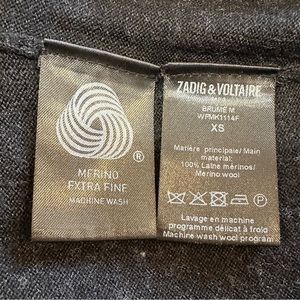 ®
MERINO
EXTRA FINE
MACHINE WASH
ZADIG & VOLTAIRE
BRUME M
WPMK1114F
XS
Matière principale/ Main
material:
100% Laine mérinos/
Merino wool
Lavage en machine
programme délicat à froid
Machine wash wool program